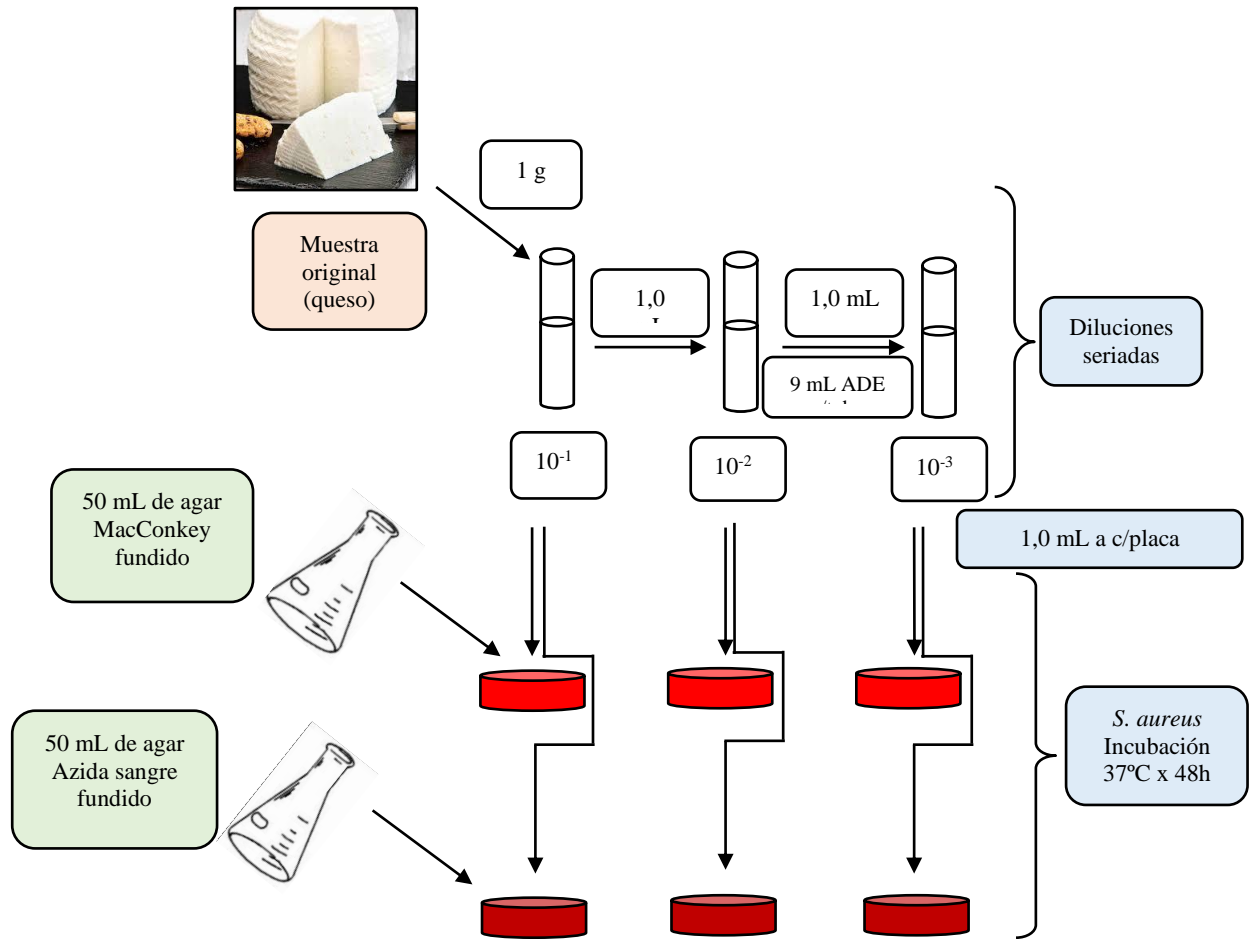 1 g
Muestra
original
(queso)
1,0
1,0 mL
9 mL ADE
Diluciones
seriadas
10-1
10-2
10-3
50 mL de agar
MacConkey
fundido
1,0 mL a c/placa
50 mL de agar
Azida sangre
fundido
S. aureus
Incubación
37ºC x 48h